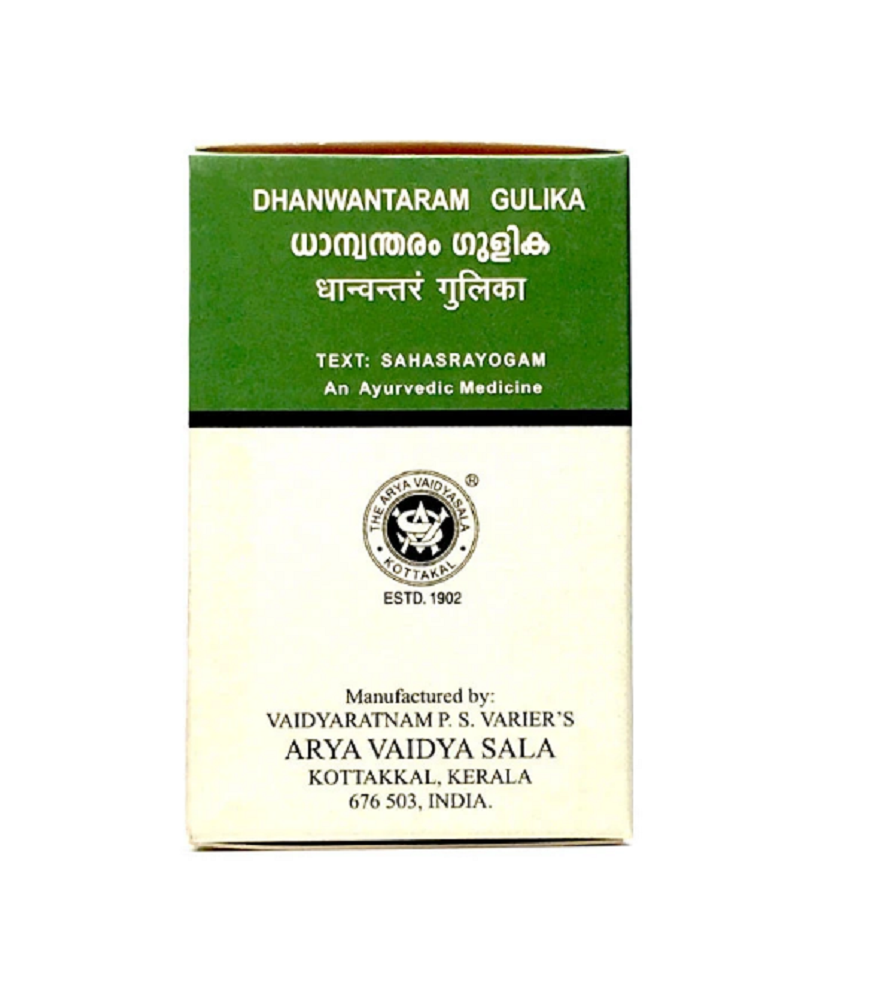 DHANWANTARAM GULIKA
ധാന്വന്തരം ഗുളിക
धान्वन्तरं गुलिका
TEXT: SAHASRAYOGAM
An Ayurvedic Medicine
®
THE ARYA VAIDYASALA
• KOTTAKAL •
ESTD. 1902
Manufactured by:
VAIDYARATNAM P. S. VARIER'S
ARYA VAIDYA SALA
KOTTAKKAL, KERALA
676 503, INDIA.